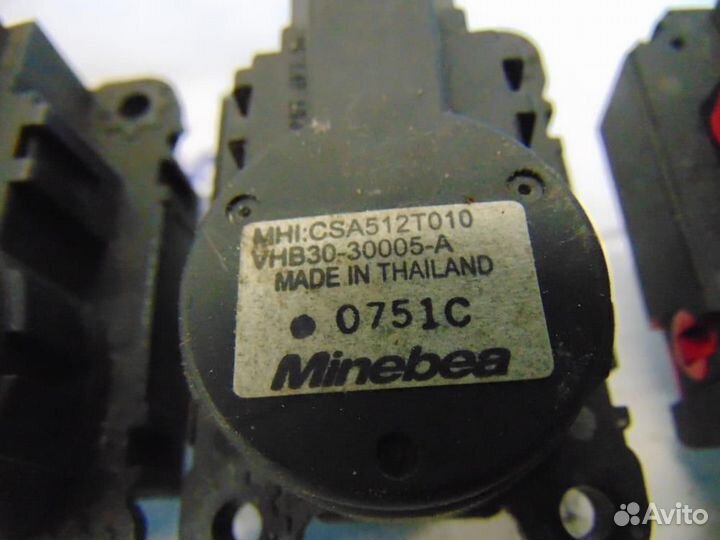 MHI:CSA512T010
VHB30-30005-A
MADE IN THAILAND
0751C
Minebea
Avito